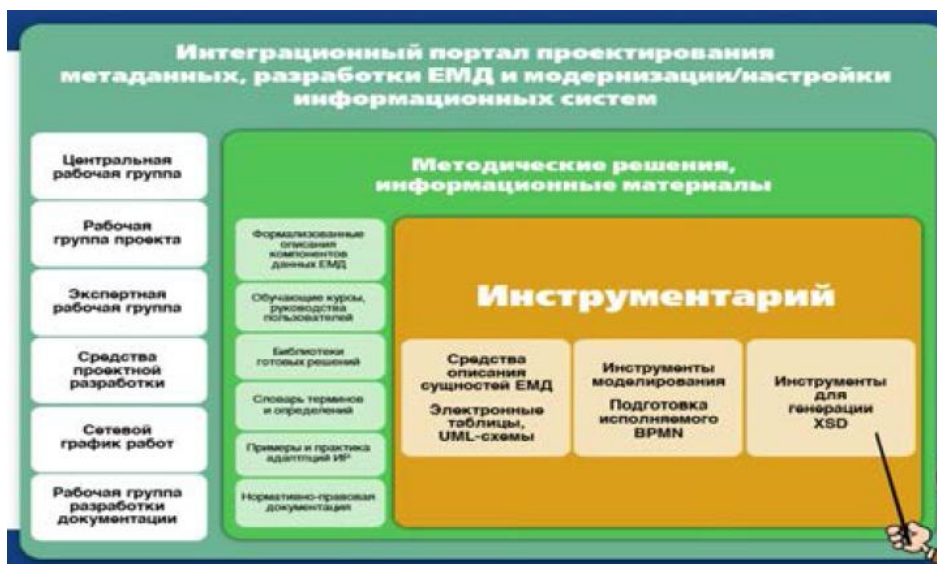 Интеграционный портал проектирования
метаданных, разработки ЕМД и модернизации/настройки
информационных систем
Центральная
рабочая группа
Рабочая
группа проекта
Экспертная
рабочая группа
Средства
проектной
разработки
Сетевой
график работ
Рабочая группа
разработки
документации
Методические решения,
информационные материалы
Формализованные
описания
компонентов
данных ЕМД
Обучающие курсы,
руководства
пользователей
Библиотеки
готовых решений
Словарь терминов
и определений
Примеры и практика
адаптаций ИР
Нормативно-правовая
документация
Инструментарий
Средства
описания
сущностей ЕМД
Электронные
таблицы,
UML-схемы
Инструменты
моделирования
Подготовка
исполняемого
BPMN
Инструменты
для
генерации
XSD